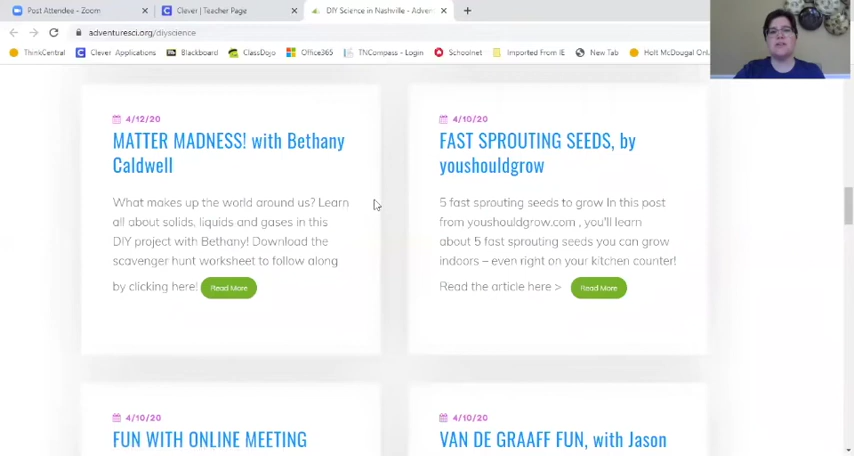 Post Attendee - Zoom
Clever | Teacher Page
DIY Science in Nashville - Adven
adventuresci.org/diyscience
ThinkCentral
Clever Applications
Blackboard
ClassDojo
Office365
TNCompass - Login
Schoolnet
Imported From IE
New Tab
Holt McDougal Onl
4/12/20
MATTER MADNESS! with Bethany
Caldwell
What makes up the world around us? Learn
all about solids, liquids and gases in this
DIY project with Bethany! Download the
scavenger hunt worksheet to follow along
by clicking here! Read More
4/10/20
FAST SPROUTING SEEDS, by
youshouldgrow
5 fast sprouting seeds to grow In this post
from youshouldgrow.com , you'll learn
about 5 fast sprouting seeds you can grow
indoors – even right on your kitchen counter!
Read the article here > Read More
4/10/20
FUN WITH ONLINE MEETING
4/10/20
VAN DE GRAAFF FUN, with Jason